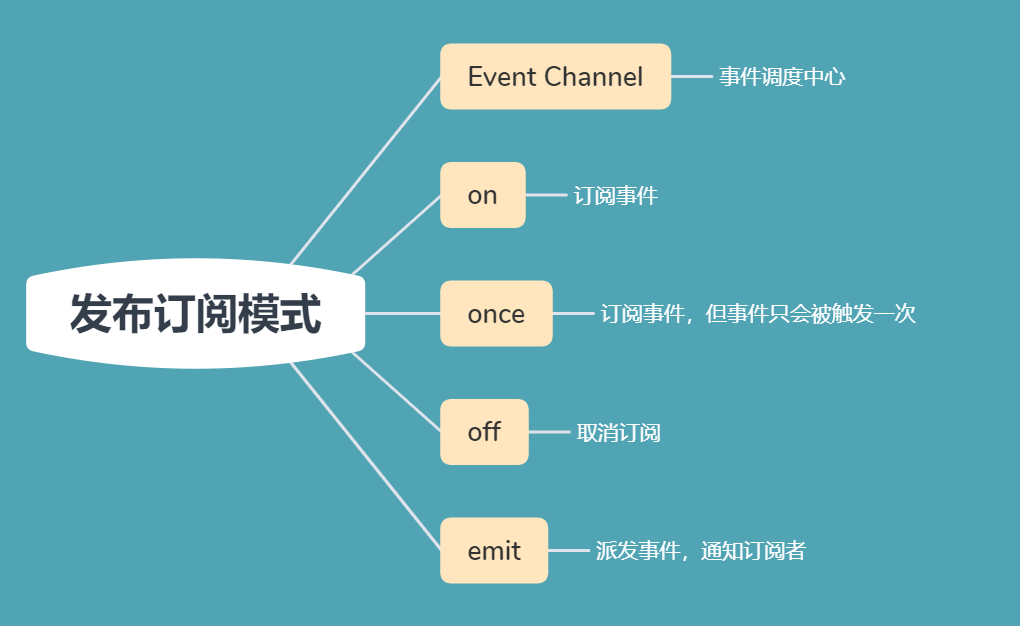 发布订阅模式
Event Channel
事件调度中心
on
订阅事件
once
订阅事件，但事件只会被触发一次
off
取消订阅
emit
派发事件，通知订阅者